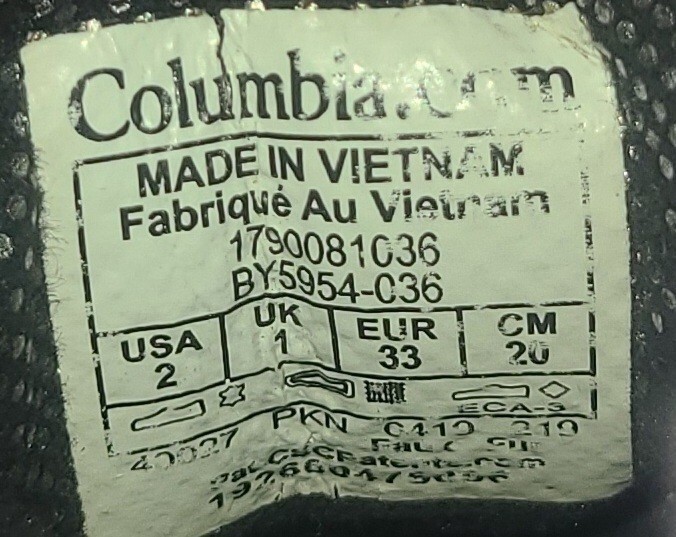 Columbia.com
MADE IN VIETNAM
Fabriqué Au Vietnam
1790081036
BY5954-036
USA UK EUR CM
2 1 33 20
ECA-3
PKN 0419